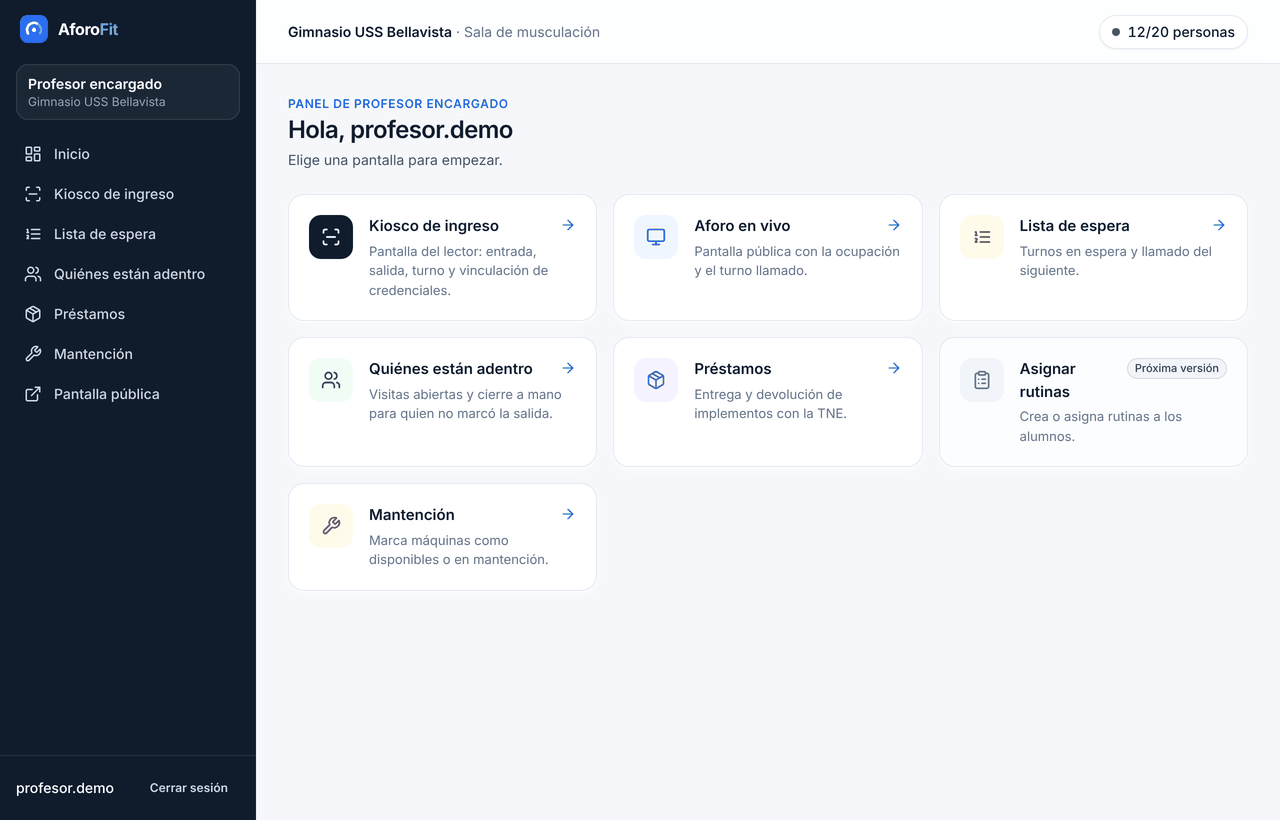 AforoFit
Profesor encargado
Gimnasio USS Bellavista
Inicio
Kiosco de ingreso
Lista de espera
Quiénes están adentro
Préstamos
Mantención
Pantalla pública
profesor.demo
Cerrar sesión
Gimnasio USS Bellavista · Sala de musculación
12/20 personas
PANEL DE PROFESOR ENCARGADO
Hola, profesor.demo
Elige una pantalla para empezar.
Kiosco de ingreso
Pantalla del lector: entrada,
salida, turno y vinculación de
credenciales.
Aforo en vivo
Pantalla pública con la ocupación
y el turno llamado.
Lista de espera
Turnos en espera y llamado del
siguiente.
Quiénes están adentro
Visitas abiertas y cierre a mano
para quien no marcó la salida.
Préstamos
Entrega y devolución de
implementos con la TNE.
Asignar
rutinas
Próxima versión
Crea o asigna rutinas a los
alumnos.
Mantención
Marca máquinas como
disponibles o en mantención.